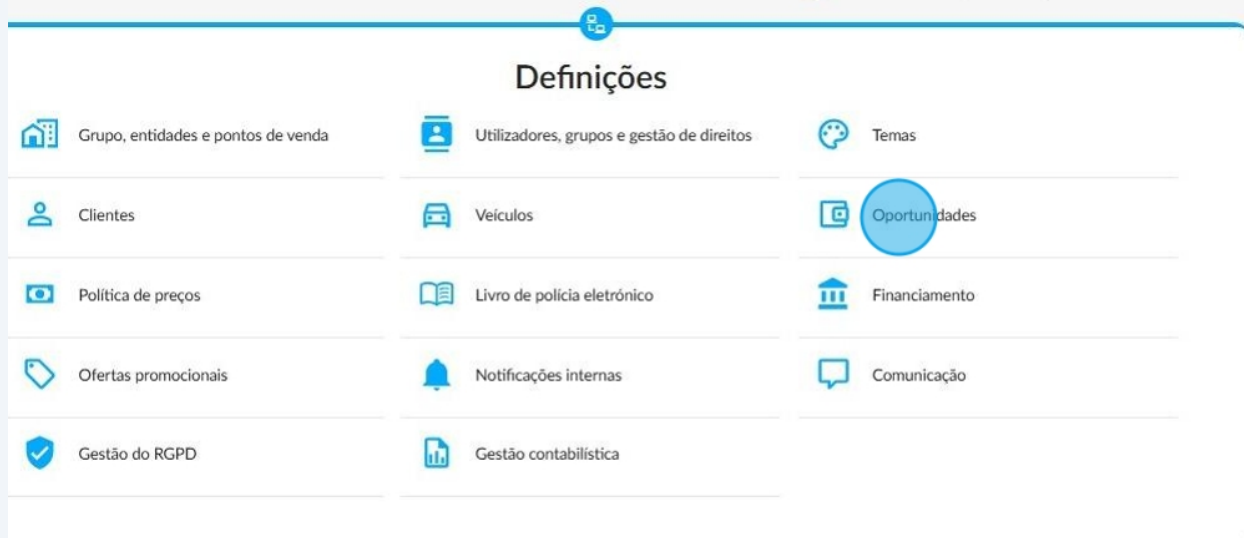 Definições
Grupo, entidades e pontos de venda
Utilizadores, grupos e gestão de direitos
Temas
Clientes
Veículos
Oportunidades
Política de preços
Livro de polícia eletrónico
Financiamento
Ofertas promocionais
Notificações internas
Comunicação
Gestão do RGPD
Gestão contabilística